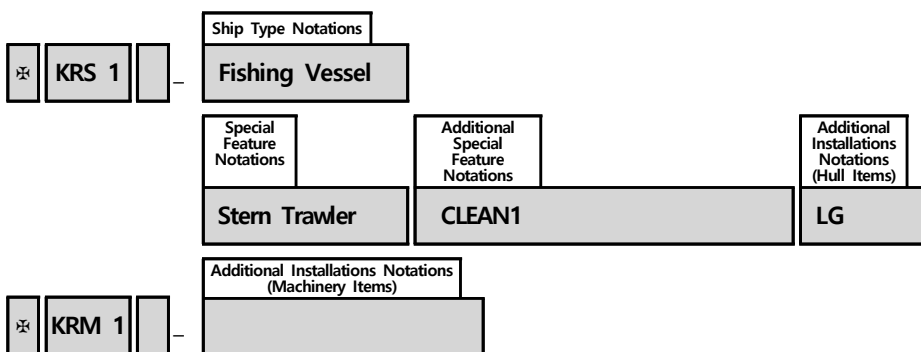 Ship Type Notations
✠ KRS 1 _ Fishing Vessel
Special
Feature
Notations
Additional
Special
Feature
Notations
Additional
Installations
Notations
(Hull Items)
Stern Trawler CLEAN1 LG
Additional Installations Notations
(Machinery Items)
✠ KRM 1 _